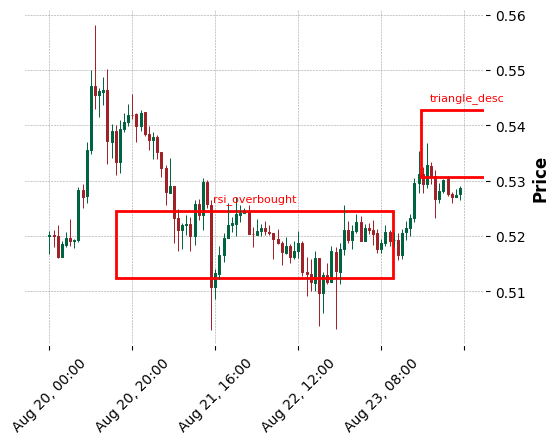 0.56
0.55
triangle_desc
0.54
0.53
rsi_overbought
0.52
0.51
Price
Aug 20, 00:00
Aug 20, 20:00
Aug 21, 16:00
Aug 22, 12:00
Aug 23, 08:00